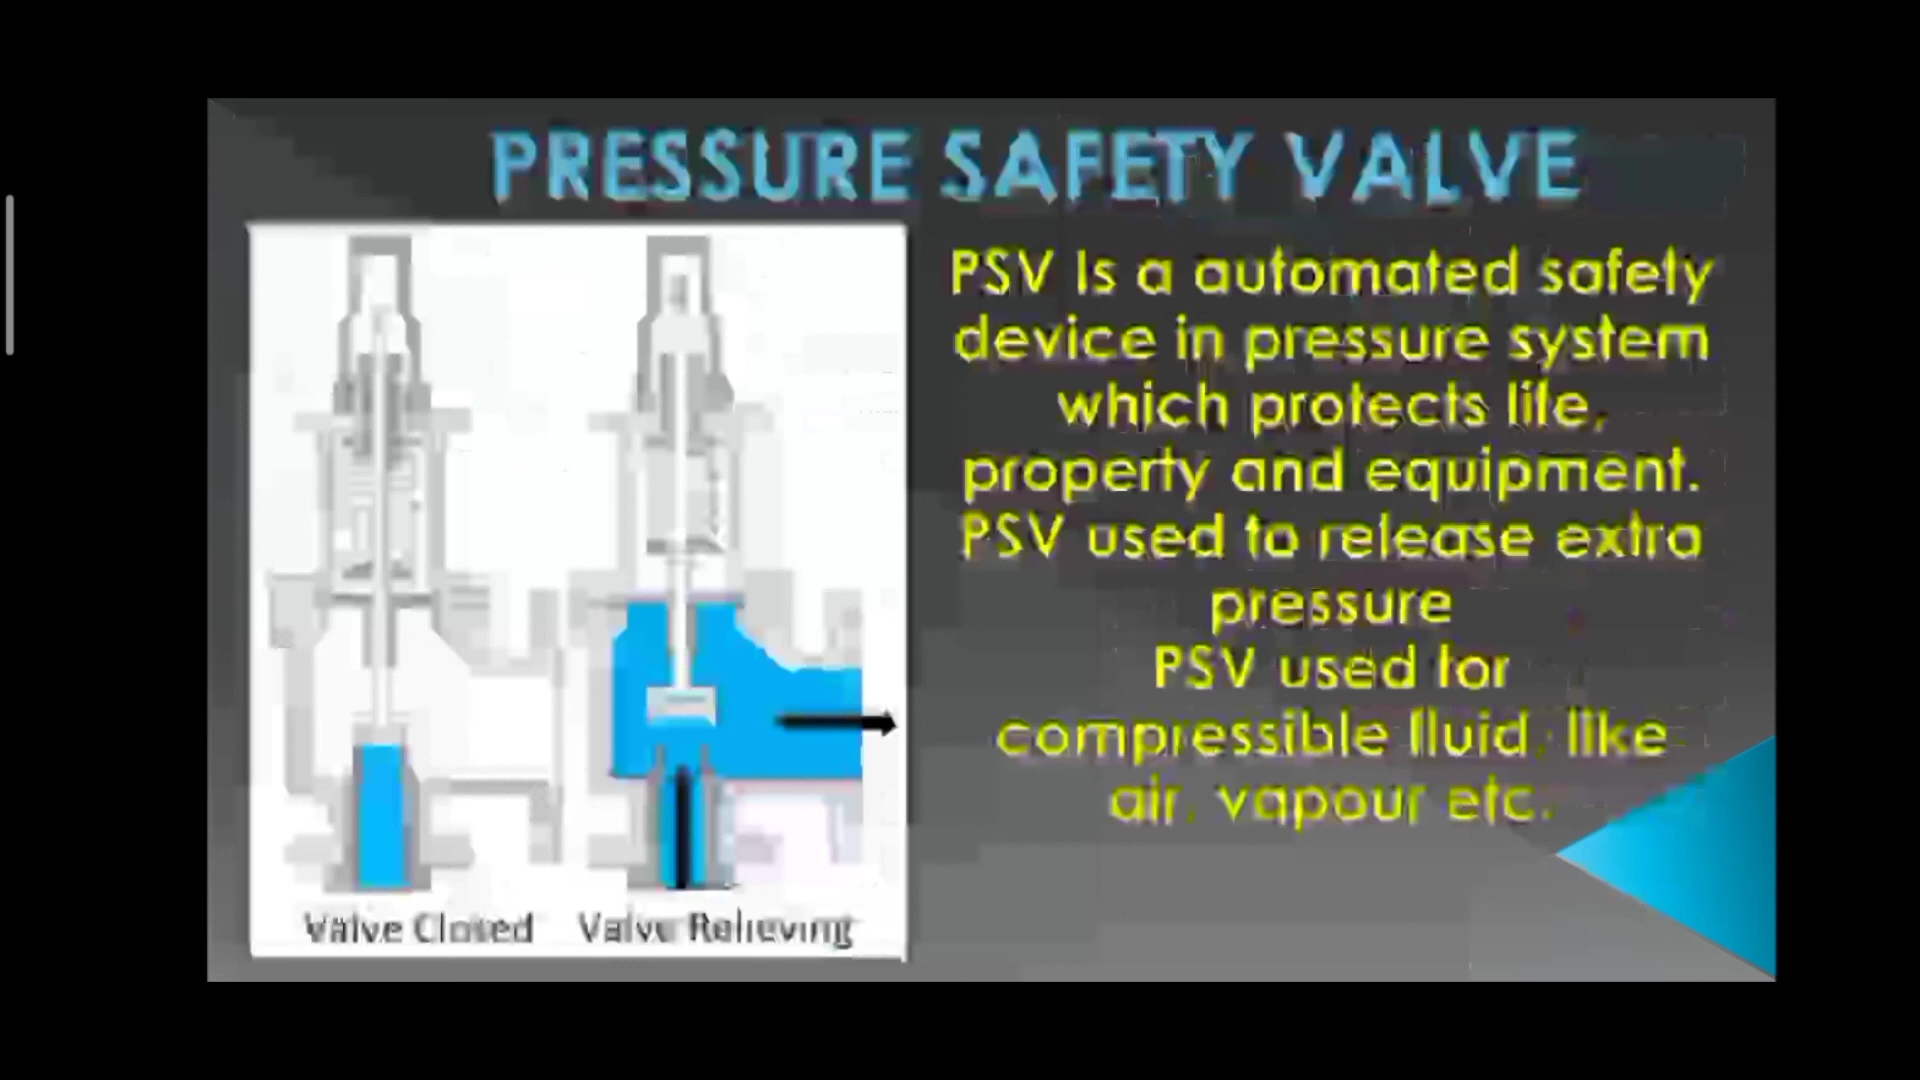 PRESSURE SAFETY VALVE
PSV Is a automated safety
device in pressure system
which protects life,
property and equipment.
PSV used to release extra
pressure
PSV used for
compressible fluid, like
air, vapour etc.
Valve Closed
Valve Relieving